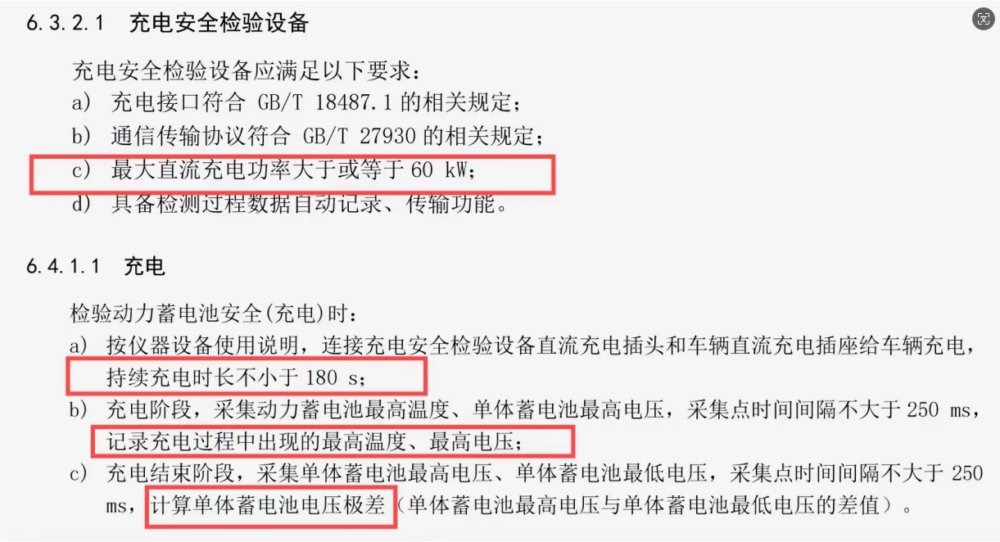 6.3.2.1 充电安全检验设备
充电安全检验设备应满足以下要求：
a) 充电接口符合 GB/T 18487.1 的相关规定；
b) 通信传输协议符合 GB/T 27930 的相关规定；
c) 最大直流充电功率大于或等于 60 kW；
d) 具备检测过程数据自动记录、传输功能。
6.4.1.1 充电
检验动力蓄电池安全(充电)时：
a) 按仪器设备使用说明，连接充电安全检验设备直流充电插头和车辆直流充电插座给车辆充电，
持续充电时长不小于 180 s；
b) 充电阶段，采集动力蓄电池最高温度、单体蓄电池最高电压，采集点时间间隔不大于 250 ms，
记录充电过程中出现的最高温度、最高电压；
c) 充电结束阶段，采集单体蓄电池最高电压、单体蓄电池最低电压，采集点时间间隔不大于 250
ms，计算单体蓄电池电压极差（单体蓄电池最高电压与单体蓄电池最低电压的差值）。